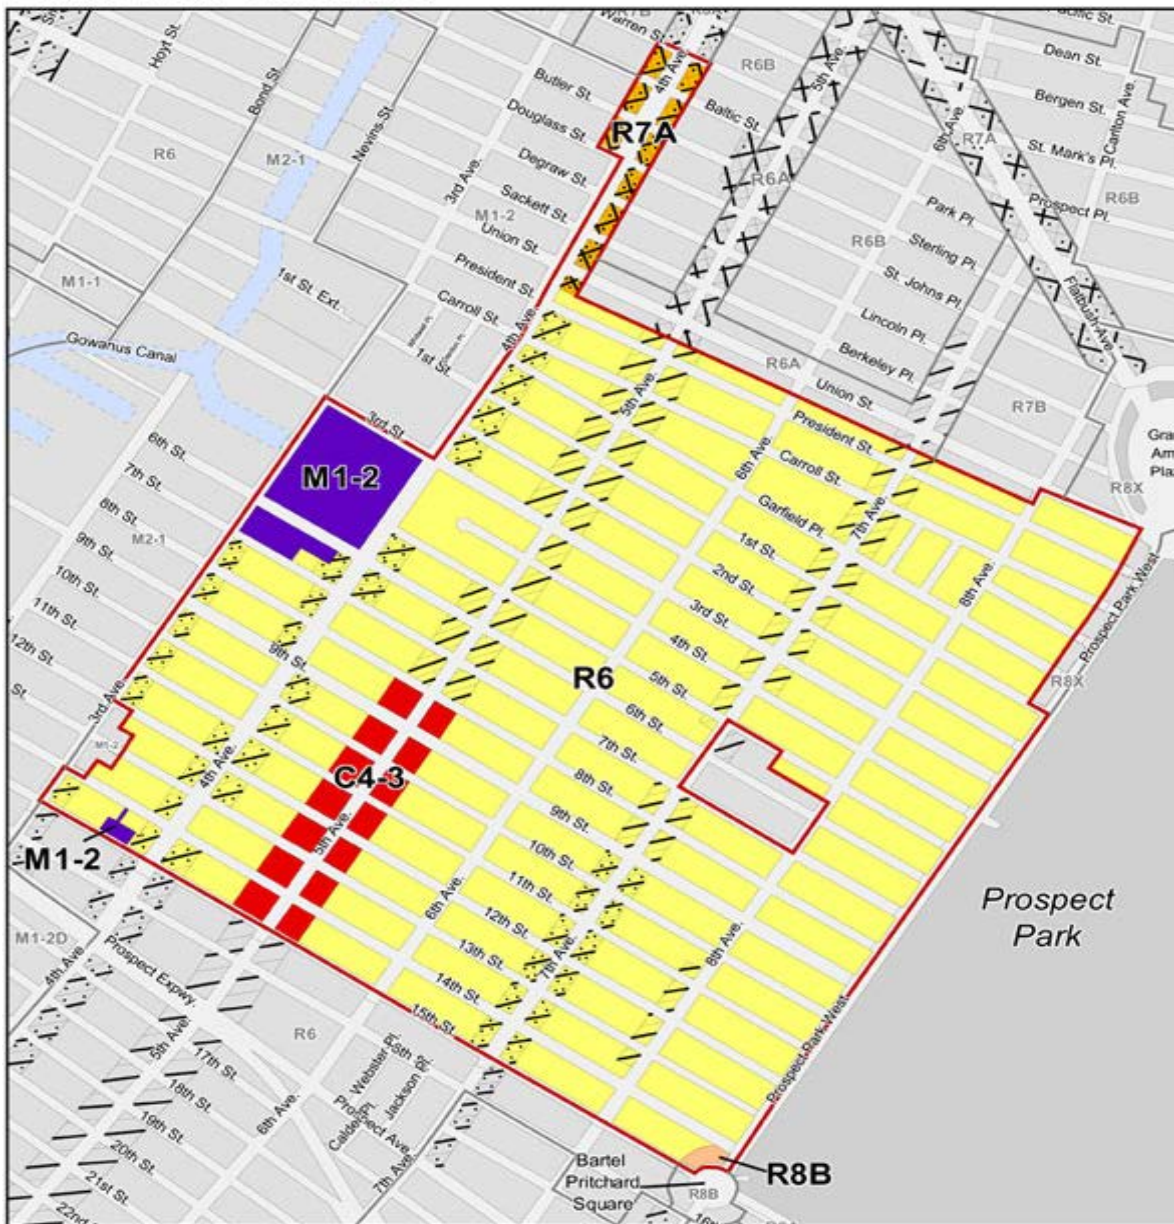 Hoyt St.
Bond St.
Nevins St.
Warren St.
R7B
Pacific St.
Dean St.
Bergen St.
Carlton Ave.
St. Mark's Pl.
Prospect Pl.
6th Ave.
R7A
R6B
5th Ave.
4th Ave.
R6B
Baltic St.
R7A
Butler St.
Douglass St.
Degraw St.
Sackett St.
Union St.
President St.
Carroll St.
1st St.
3rd Ave.
M1-2
R6
M2-1
M1-1
1st St. Ext.
Gowanus Canal
4th Ave.
R6A
R6B
Park Pl.
Sterling Pl.
St. Johns Pl.
Lincoln Pl.
Berkeley Pl.
Flatbush Ave.
R6A
Union St.
R7B
R8X
5th Ave.
6th Ave.
7th Ave.
8th Ave.
President St.
Carroll St.
Garfield Pl.
1st St.
2nd St.
3rd St.
4th St.
5th St.
6th St.
7th St.
8th St.
9th St.
10th St.
11th St.
12th St.
13th St.
14th St.
15th St.
3rd St.
M1-2
6th St.
7th St.
8th St.
9th St.
10th St.
11th St.
12th St.
St.
M2-1
3rd Ave.
M1-2
9th St.
R6
Prospect Park West
R8X
C4-3
5th Ave.
4th Ave.
M1-2
6th Ave.
7th Ave.
8th Ave.
Prospect
Park
Prospect Park West
M1-2D
4th Ave.
Prospect Expwy.
5th Ave.
R6
17th St.
18th St.
19th St.
20th St.
21st St.
22nd
6th Ave.
Webster Pl.
Jackson Pl.
Calder Pl.
Prospect Ave.
7th Ave.
Bartel
Pritchard
Square
R8B
R8B
16th